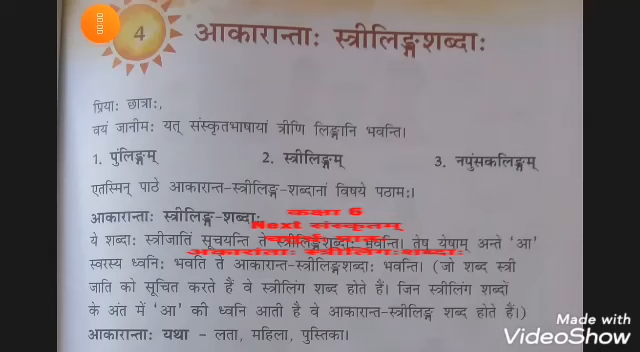 4
आकारान्ताः स्त्रीलिङ्गशब्दाः
प्रियाः छात्राः,
वयं जानीमः यत् संस्कृतभाषायां त्रीणि लिङ्गानि भवन्ति।
1. पुंलिङ्गम् 2. स्त्रीलिङ्गम् 3. नपुंसकलिङ्गम्
एतस्मिन् पाठे आकारान्त-स्त्रीलिङ्ग-शब्दानां विषये पठामः।
आकारान्ताः स्त्रीलिङ्ग-शब्दाः
कक्षा 6
Next संस्कृतम्
ये शब्दाः स्त्रीजातिं सूचयन्ति ते स्त्रीलिङ्गशब्दाः भवन्ति। तेषु येषाम् अन्ते ‘आ’
आकारांताः स्त्रीलिंगःशब्दाः
स्वरस्य ध्वनिः भवति ते आकारान्त-स्त्रीलिङ्गशब्दाः भवन्ति। (जो शब्द स्त्री
जाति को सूचित करते हैं वे स्त्रीलिंग शब्द होते हैं। जिन स्त्रीलिंग शब्दों
के अंत में ‘आ’ की ध्वनि आती है वे आकारान्त-स्त्रीलिङ्ग शब्द होते हैं।)
आकारान्ताः यथा – लता, महिला, पुस्तिका।
Made with
VideoShow